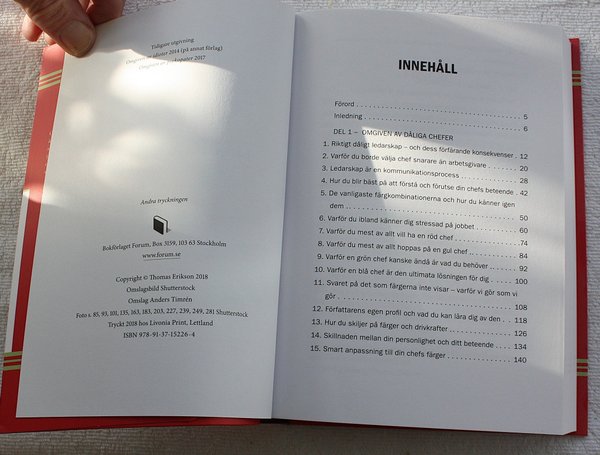 Tidigare utgivning
Omgiven av idioter 2014 (på annat förlag)
Omgiven av psykopater 2017
Andra tryckningen
Bokförlaget Forum, Box 3159, 103 63 Stockholm
www.forum.se
Copyright © Thomas Erikson 2018
Omslagsbild Shutterstock
Omslag Anders Timrén
Foto s. 85, 93, 101, 135, 163, 183, 203, 227, 239, 249, 281 Shutterstock
Tryckt 2018 hos Livonia Print, Lettland
ISBN 978-91-37-15226-4
INNEHÅLL
Förord . . . . . . . . . . . . . . . . . . . . . . . . . . . . . . . . 5
Inledning . . . . . . . . . . . . . . . . . . . . . . . . . . . . . . 6
DEL 1 – OMGIVEN AV DÅLIGA CHEFER
1. Riktigt dåligt ledarskap – och dess förfärande konsekvenser . 12
2. Varför du borde välja chef snarare än arbetsgivare . . . . . . 20
3. Ledarskap är en kommunikationsprocess . . . . . . . . . . . 28
4. Hur du blir bäst på att förstå och förutse din chefs beteende . 42
5. De vanligaste färgkombinationerna och hur du känner igen
dem . . . . . . . . . . . . . . . . . . . . . . . . . . . . . . . . 50
6. Varför du ibland känner dig stressad på jobbet . . . . . . . . 60
7. Varför du mest av allt vill ha en röd chef . . . . . . . . . . . 74
8. Varför du mest av allt hoppas på en gul chef . . . . . . . . . 84
9. Varför en grön chef kanske ändå är vad du behöver . . . . . . 92
10. Varför en blå chef är den ultimata lösningen för dig . . . . 100
11. Svaret på det som färgerna inte visar – varför vi gör som vi
gör . . . . . . . . . . . . . . . . . . . . . . . . . . . . . . . 108
12. Författarens egen profil och vad du kan lära dig av den . . 118
13. Hur du skiljer på färger och drivkrafter . . . . . . . . . . 126
14. Skillnaden mellan din personlighet och ditt beteende . . . . 134
15. Smart anpassning till din chefs färger . . . . . . . . . . . 140